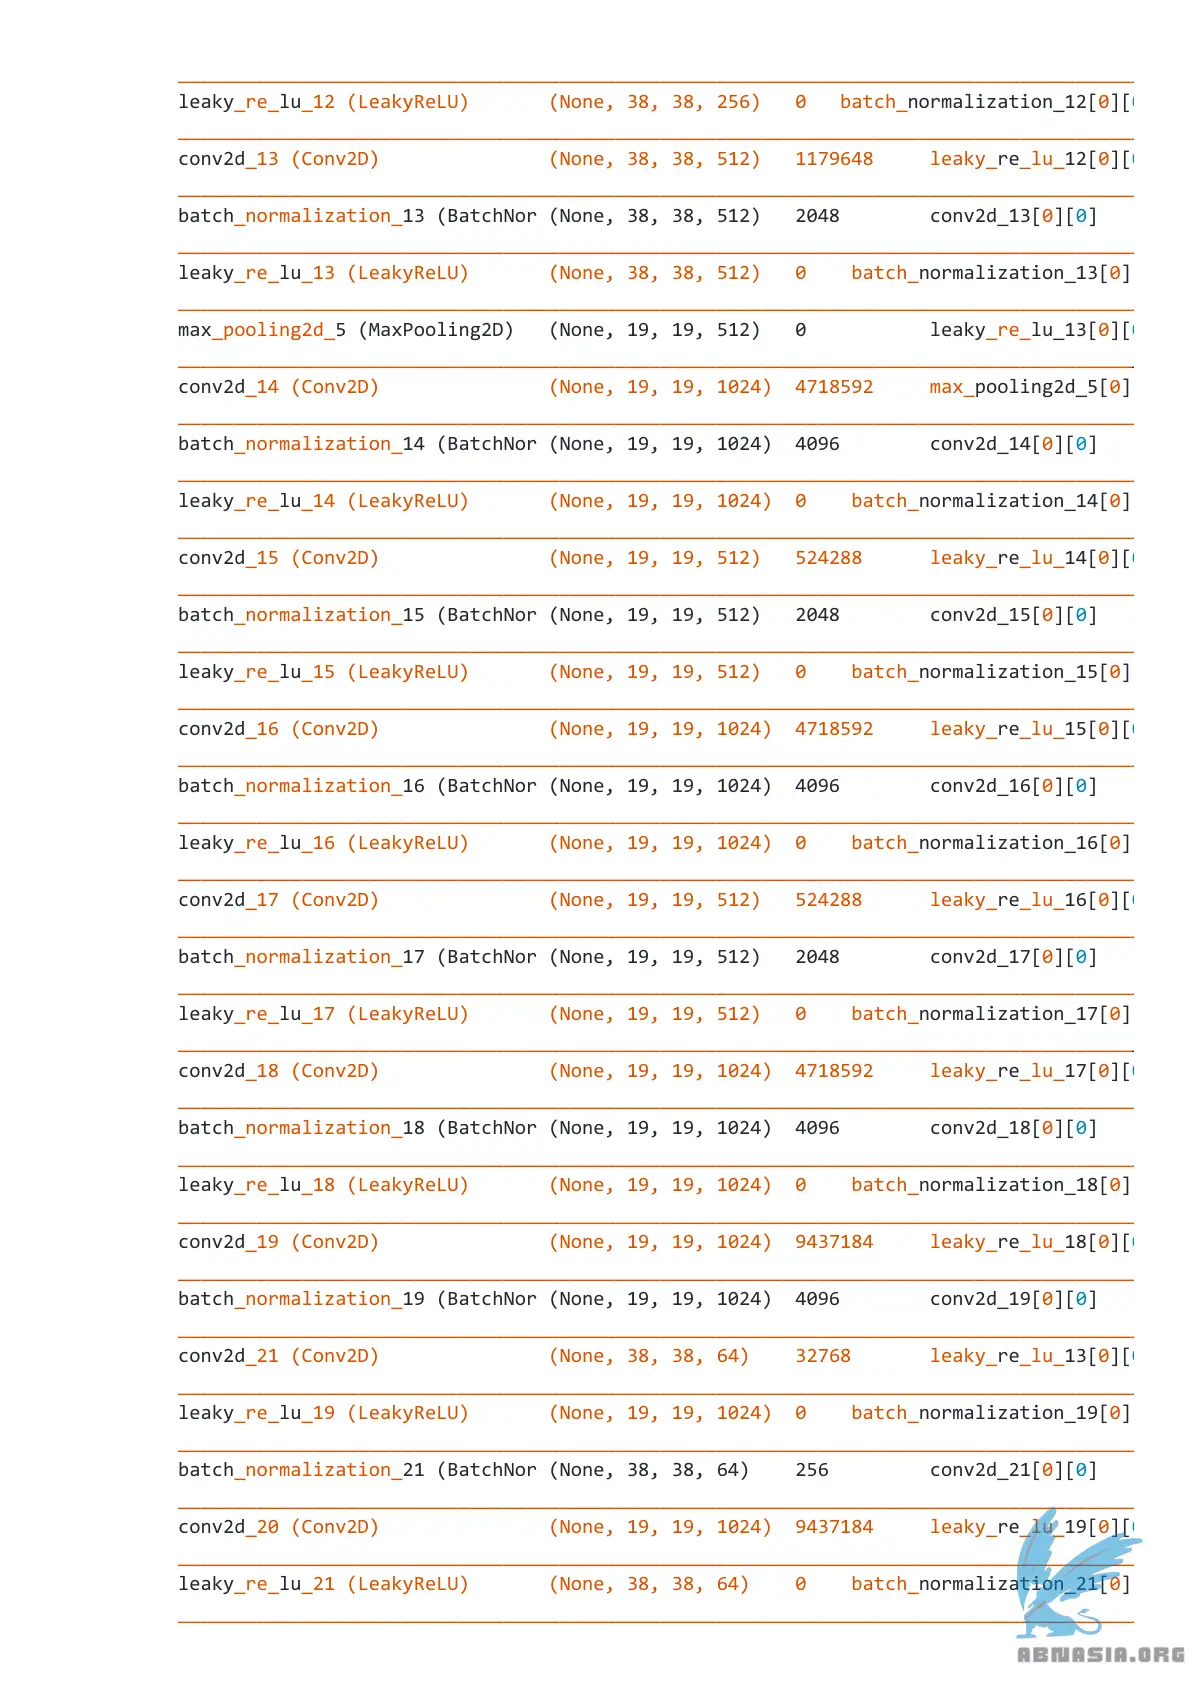 leaky_re_lu_12 (LeakyReLU) (None, 38, 38, 256) 0 batch_normalization_12[0][
conv2d_13 (Conv2D) (None, 38, 38, 512) 1179648 leaky_re_lu_12[0][
batch_normalization_13 (BatchNor (None, 38, 38, 512) 2048 conv2d_13[0][0]
leaky_re_lu_13 (LeakyReLU) (None, 38, 38, 512) 0 batch_normalization_13[0]
max_pooling2d_5 (MaxPooling2D) (None, 19, 19, 512) 0 leaky_re_lu_13[0][
conv2d_14 (Conv2D) (None, 19, 19, 1024) 4718592 max_pooling2d_5[0]
batch_normalization_14 (BatchNor (None, 19, 19, 1024) 4096 conv2d_14[0][0]
leaky_re_lu_14 (LeakyReLU) (None, 19, 19, 1024) 0 batch_normalization_14[0]
conv2d_15 (Conv2D) (None, 19, 19, 512) 524288 leaky_re_lu_14[0][
batch_normalization_15 (BatchNor (None, 19, 19, 512) 2048 conv2d_15[0][0]
leaky_re_lu_15 (LeakyReLU) (None, 19, 19, 512) 0 batch_normalization_15[0]
conv2d_16 (Conv2D) (None, 19, 19, 1024) 4718592 leaky_re_lu_15[0][
batch_normalization_16 (BatchNor (None, 19, 19, 1024) 4096 conv2d_16[0][0]
leaky_re_lu_16 (LeakyReLU) (None, 19, 19, 1024) 0 batch_normalization_16[0]
conv2d_17 (Conv2D) (None, 19, 19, 512) 524288 leaky_re_lu_16[0][
batch_normalization_17 (BatchNor (None, 19, 19, 512) 2048 conv2d_17[0][0]
leaky_re_lu_17 (LeakyReLU) (None, 19, 19, 512) 0 batch_normalization_17[0]
conv2d_18 (Conv2D) (None, 19, 19, 1024) 4718592 leaky_re_lu_17[0][
batch_normalization_18 (BatchNor (None, 19, 19, 1024) 4096 conv2d_18[0][0]
leaky_re_lu_18 (LeakyReLU) (None, 19, 19, 1024) 0 batch_normalization_18[0]
conv2d_19 (Conv2D) (None, 19, 19, 1024) 9437184 leaky_re_lu_18[0][
batch_normalization_19 (BatchNor (None, 19, 19, 1024) 4096 conv2d_19[0][0]
conv2d_21 (Conv2D) (None, 38, 38, 64) 32768 leaky_re_lu_13[0][
leaky_re_lu_19 (LeakyReLU) (None, 19, 19, 1024) 0 batch_normalization_19[0]
batch_normalization_21 (BatchNor (None, 38, 38, 64) 256 conv2d_21[0][0]
conv2d_20 (Conv2D) (None, 19, 19, 1024) 9437184 leaky_re_lu_19[0][
leaky_re_lu_21 (LeakyReLU) (None, 38, 38, 64) 0 batch_normalization_21[0]
ABNASIA.ORG